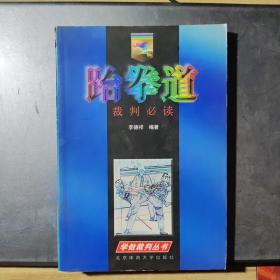 跆拳道
裁判必读
李德祥 编著
学做裁判丛书
北京体育大学出版社